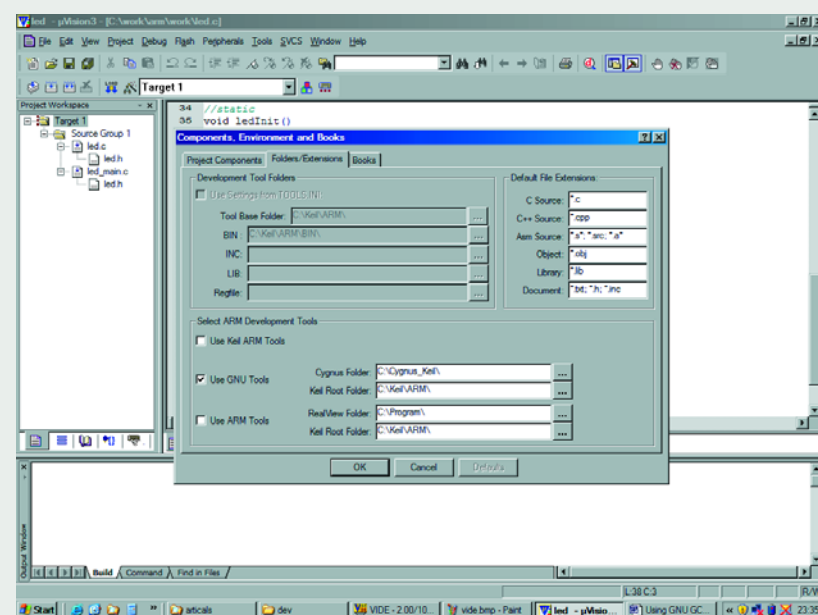 led - µVision3 - [C:\work\arm\work\led.c]
File Edit View Project Debug Flash Peripherals Tools SVCS Window Help
Target 1
Project Workspace
Target 1
Source Group 1
led.c
led.h
led_main.c
led.h
34 //static
35 void ledInit()
Components, Environment and Books
Project Components Folders/Extensions Books
Development Tool Folders
Use Settings from TOOLS.INI:
Tool Base Folder: C:\Keil\ARM\
BIN: C:\Keil\ARM\BIN\
INC:
LIB:
Regfile:
Default File Extensions:
C Source: *.c
C++ Source: *.cpp
Asm Source: *.s*; *.src; *.a*
Object: *.obj
Library: *.lib
Document: *.txt; *.h; *.inc
Select ARM Development Tools
Use Keil ARM Tools
Use GNU Tools
Cygnus Folder: C:\Cygnus_Keil\
Keil Root Folder: C:\Keil\ARM\
Use ARM Tools
RealView Folder: C:\Program\
Keil Root Folder: C:\Keil\ARM\
OK Cancel Defaults
Output Window
Build Command Find in Files
L:38 C:3 R/W
Start articals dev VIDE - 2.00/10... vide.bmp - Paint led - µVisio... Using GNU GC... 23:35